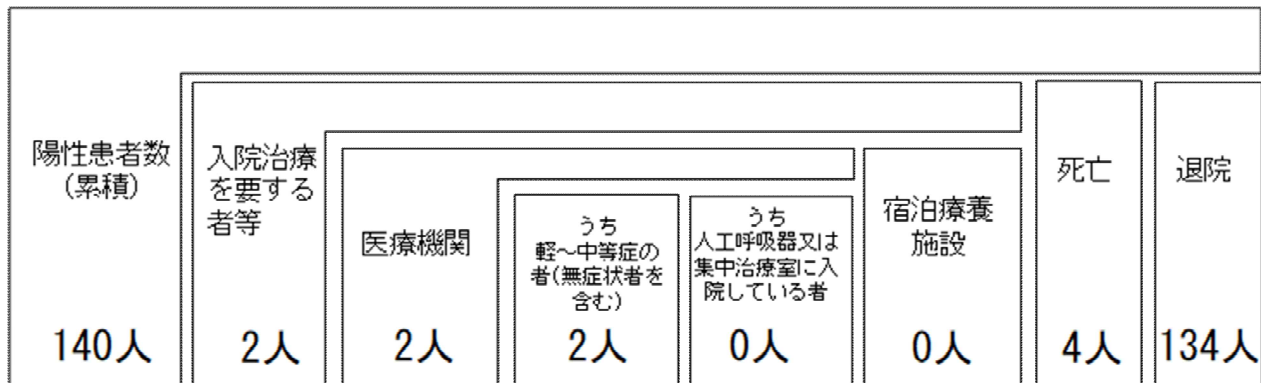 陽性患者数
(累積)
140人
入院治療
を要する
者等
2人
医療機関
2人
うち
軽～中等症の
者(無症状者を
含む)
2人
うち
人工呼吸器又は
集中治療室に入
院している者
0人
宿泊療養
施設
0人
死亡
4人
退院
134人